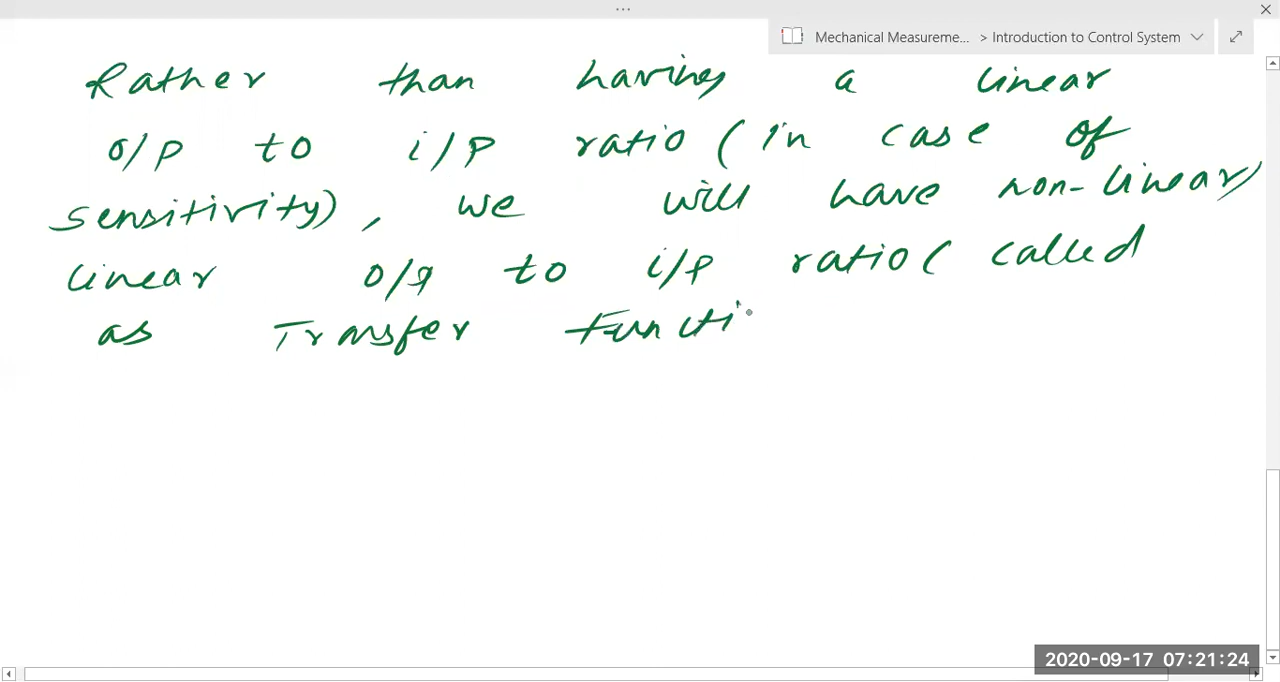 ...
Mechanical Measureme... > Introduction to Control System
Rather than having a linear
o/p to i/p ratio (in case of
sensitivity), we will have non-linear/
linear o/p to i/p ratio( called
as Transfer Functi
2020-09-17 07:21:24